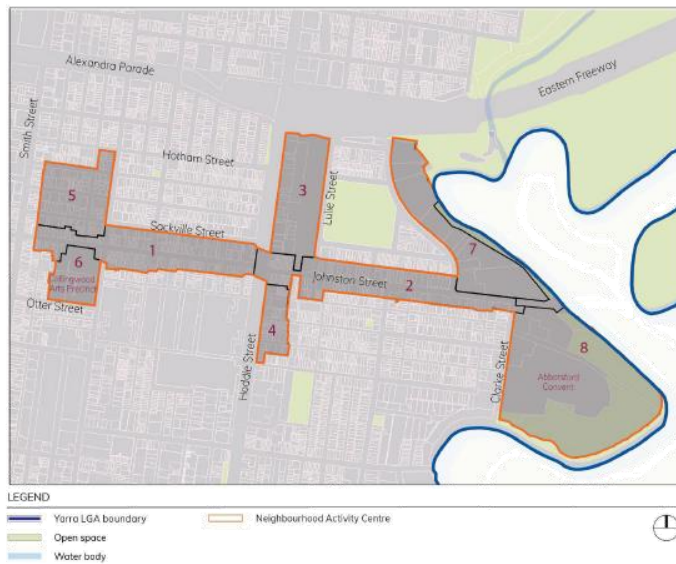 Alexandra Parade
Eastern Freeway
Smith Street
Hotham Street
5
3
Lulie Street
Sackville Street
7
1
6
Collingwood
Arts Precinct
Johnston Street
2
Otter Street
4
8
Hoddle Street
Clarke Street
Abbotsford
Convent
LEGEND
Yarra LGA boundary
Neighbourhood Activity Centre
Open space
Water body